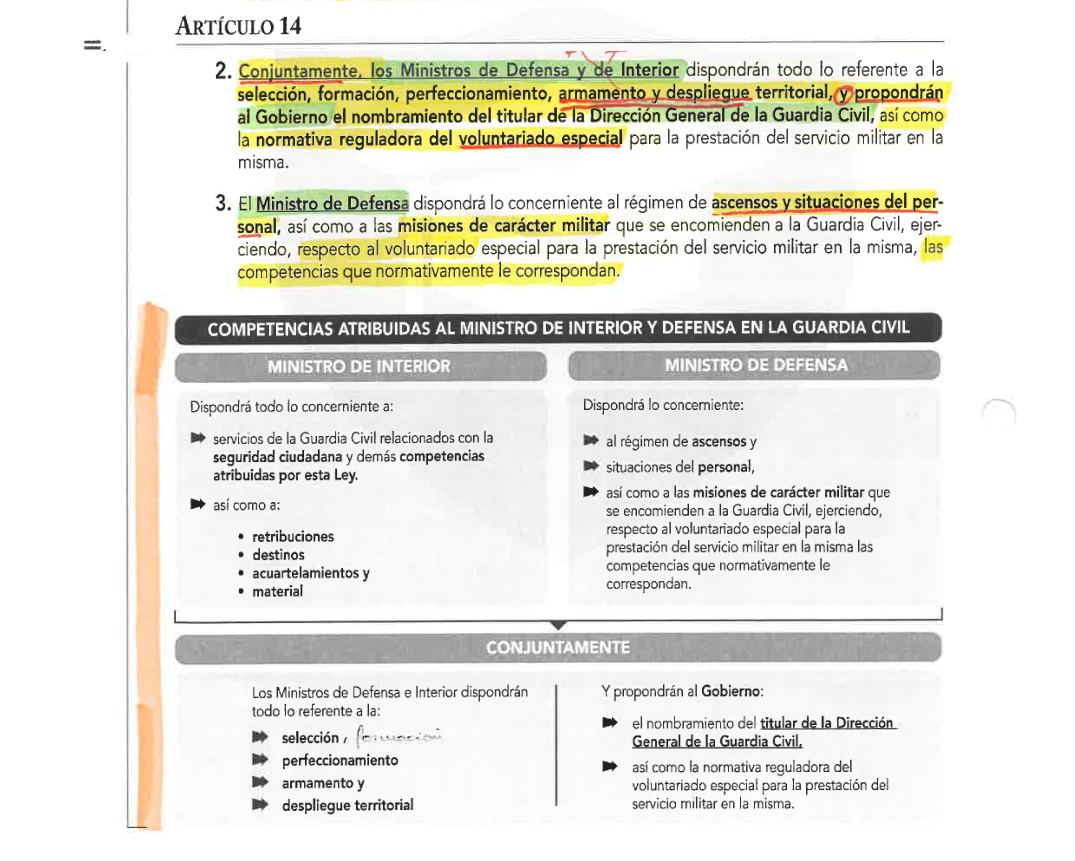 ARTÍCULO 14
2. Conjuntamente, los Ministros de Defensa y de Interior dispondrán todo lo referente a la
selección, formación, perfeccionamiento, armamento y despliegue territorial, y propondrán
al Gobierno el nombramiento del titular de la Dirección General de la Guardia Civil, así como
la normativa reguladora del voluntariado especial para la prestación del servicio militar en la
misma.
3. El Ministro de Defensa dispondrá lo concerniente al régimen de ascensos y situaciones del per-
sonal, así como a las misiones de carácter militar que se encomienden a la Guardia Civil, ejer-
ciendo, respecto al voluntariado especial para la prestación del servicio militar en la misma, las
competencias que normativamente le correspondan.
COMPETENCIAS ATRIBUIDAS AL MINISTRO DE INTERIOR Y DEFENSA EN LA GUARDIA CIVIL
MINISTRO DE INTERIOR
Dispondrá todo lo concerniente a:
servicios de la Guardia Civil relacionados con la
seguridad ciudadana y demás competencias
atribuidas por esta Ley.
así como a:
• retribuciones
• destinos
• acuartelamientos y
• material
MINISTRO DE DEFENSA
Dispondrá lo concerniente:
al régimen de ascensos y
situaciones del personal,
así como a las misiones de carácter militar que
se encomienden a la Guardia Civil, ejerciendo,
respecto al voluntariado especial para la
prestación del servicio militar en la misma las
competencias que normativamente le
correspondan.
CONJUNTAMENTE
Los Ministros de Defensa e Interior dispondrán
todo lo referente a la:
selección, formación
perfeccionamiento
armamento y
despliegue territorial
Y propondrán al Gobierno:
el nombramiento del titular de la Dirección
General de la Guardia Civil,
así como la normativa reguladora del
voluntariado especial para la prestación del
servicio militar en la misma.